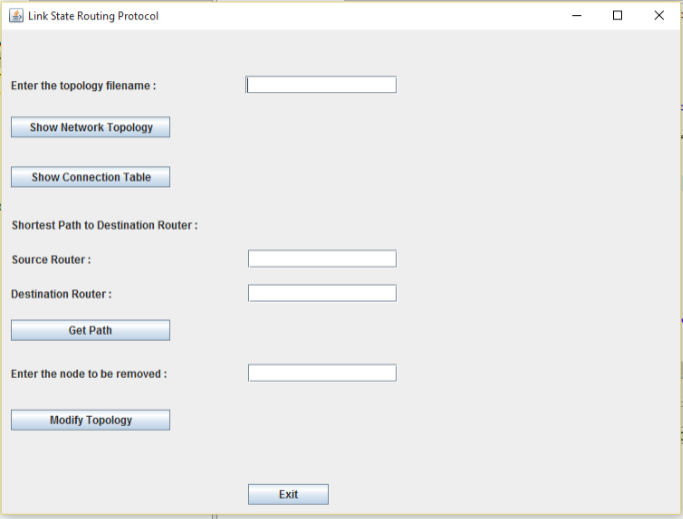 Link State Routing Protocol
Enter the topology filename :
Show Network Topology
Show Connection Table
Shortest Path to Destination Router :
Source Router :
Destination Router :
Get Path
Enter the node to be removed :
Modify Topology
Exit